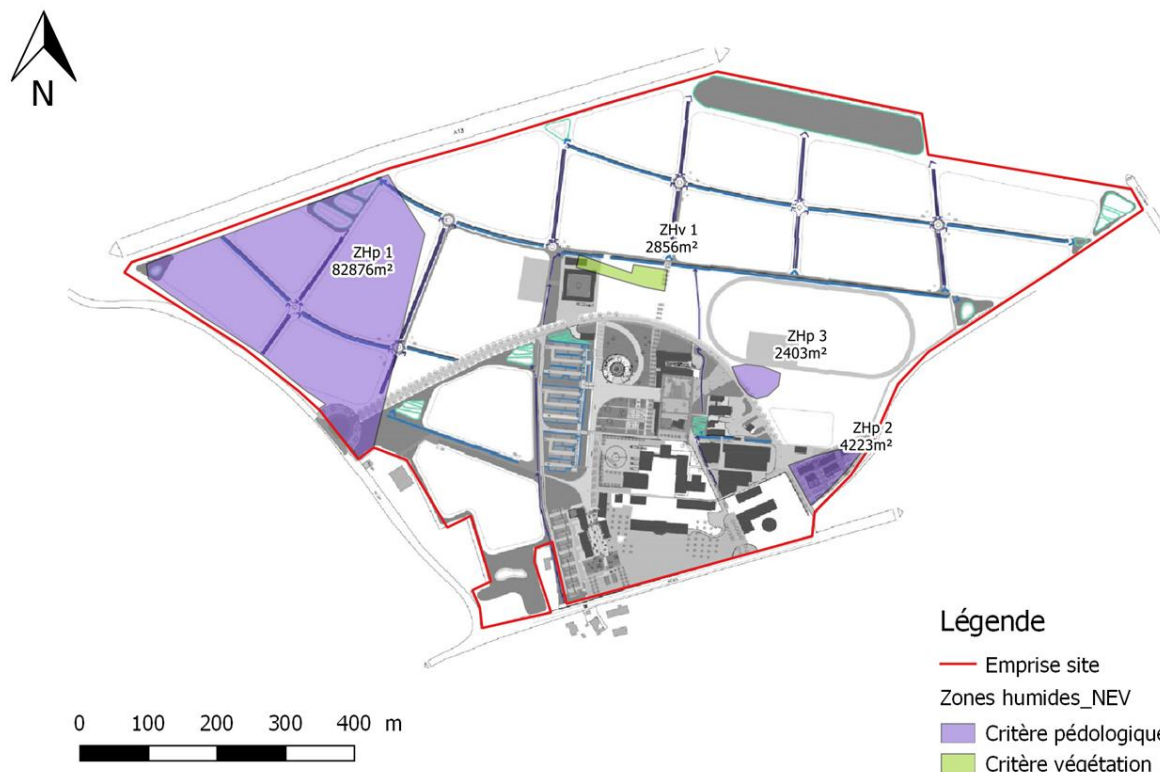 N
A13
ZHv 1
2856m²
ZHp 1
82876m²
ZHp 3
2403m²
ZHp 2
4223m²
Légende
Emprise site
Zones humides_NEV
Critère pédologique
Critère végétation
0 100 200 300 400 m